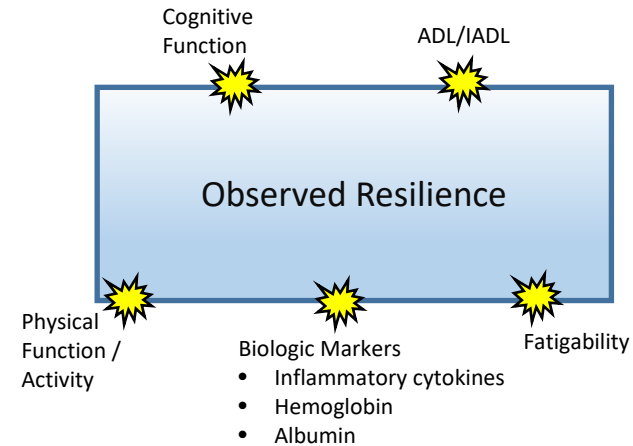 Cognitive
Function
ADL/IADL
Observed Resilience
Physical
Function /
Activity
Biologic Markers
• Inflammatory cytokines
• Hemoglobin
• Albumin
Fatigability